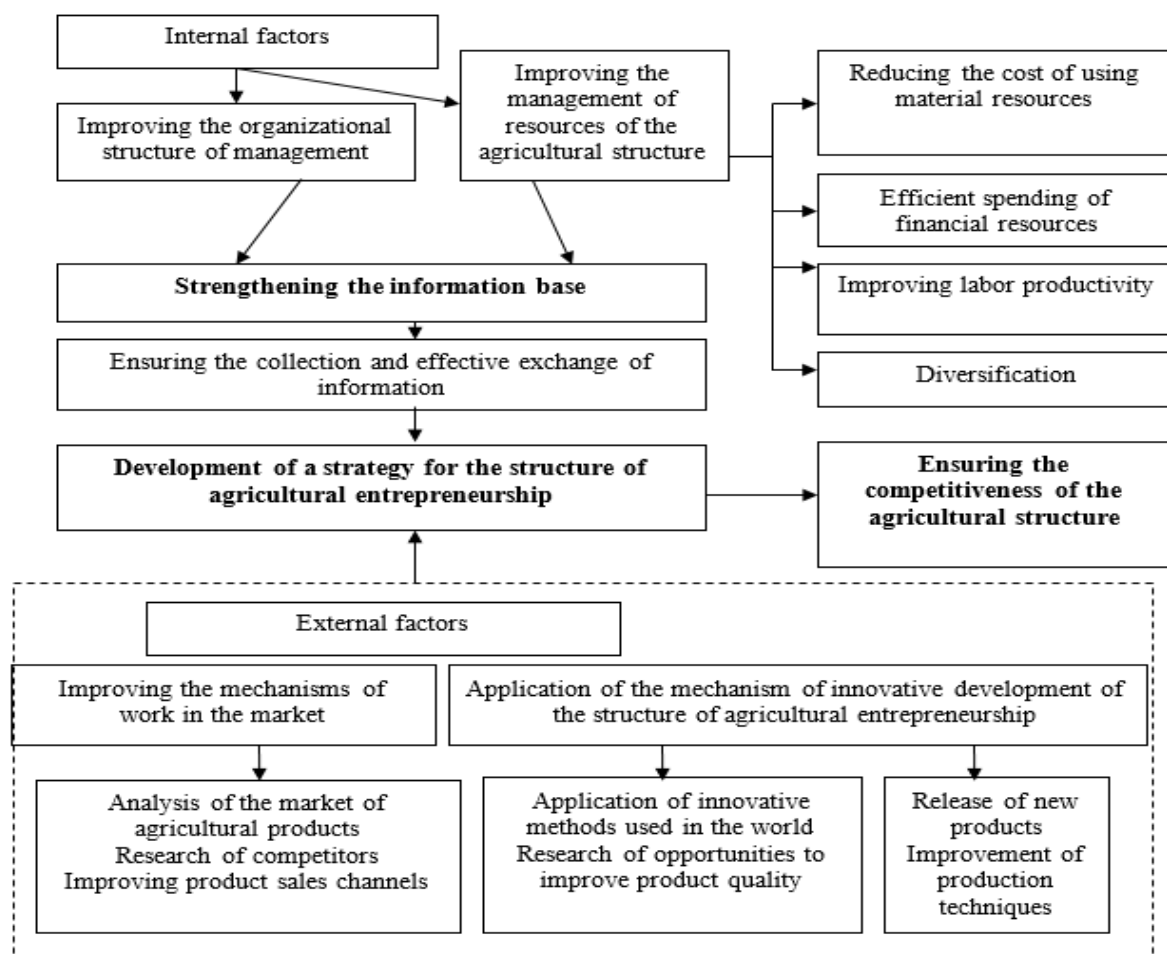 Internal factors
Improving the organizational
structure of management
Improving the
management of
resources of the
agricultural structure
Reducing the cost of using
material resources
Efficient spending of
financial resources
Improving labor productivity
Diversification
Strengthening the information base
Ensuring the collection and effective exchange of
information
Development of a strategy for the structure of
agricultural entrepreneurship
Ensuring the
competitiveness of the
agricultural structure
External factors
Improving the mechanisms of
work in the market
Application of the mechanism of innovative development of
the structure of agricultural entrepreneurship
Analysis of the market of
agricultural products
Research of competitors
Improving product sales channels
Application of innovative
methods used in the world
Research of opportunities to
improve product quality
Release of new
products
Improvement of
production
techniques